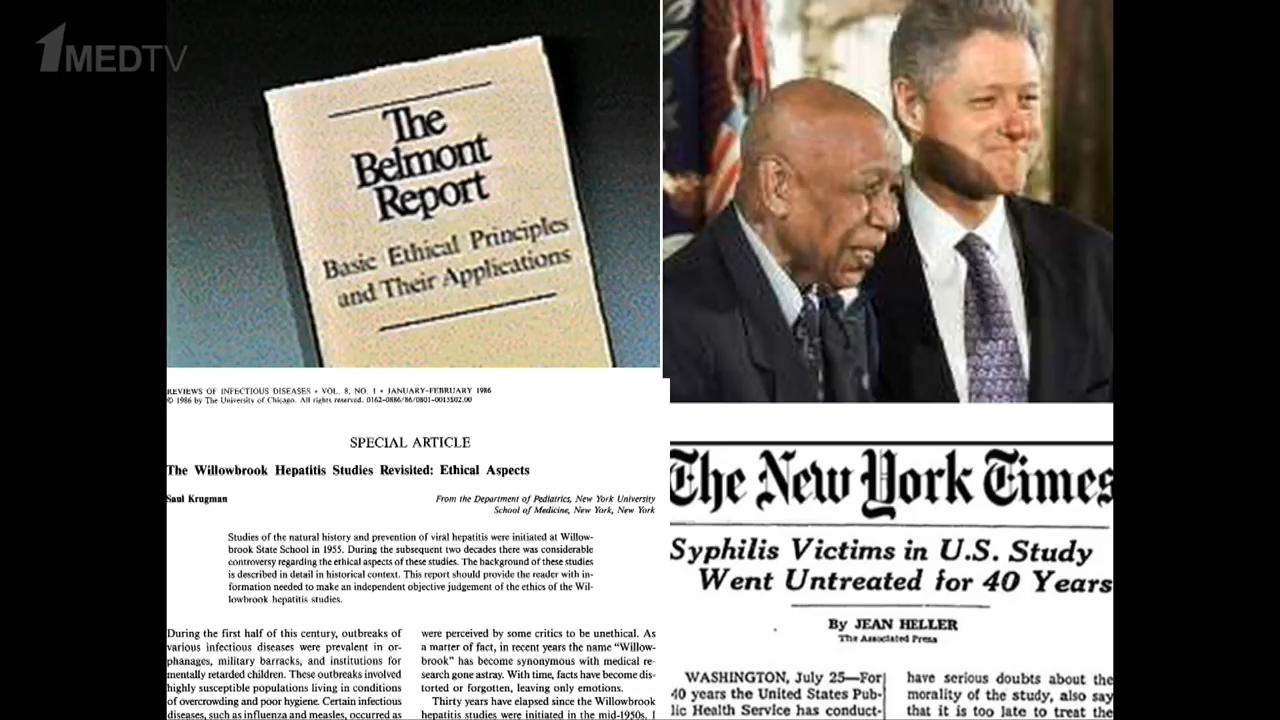 1MEDTV
The
Belmont
Report
Basic Ethical Principles
and Their Applications
REVIEWS OF INFECTIOUS DISEASES • VOL. 8, NO. 1 • JANUARY-FEBRUARY 1986
© 1986 by The University of Chicago. All rights reserved. 0162-0886/86/0801-0015$02.00
SPECIAL ARTICLE
The Willowbrook Hepatitis Studies Revisited: Ethical Aspects
Saul Krugman
From the Department of Pediatrics, New York University
School of Medicine, New York, New York
Studies of the natural history and prevention of viral hepatitis were initiated at Willow-
brook State School in 1955. During the subsequent two decades there was considerable
controversy regarding the ethical aspects of these studies. The background of these studies
is described in detail in historical context. This report should provide the reader with in-
formation needed to make an independent objective judgement of the ethics of the Wil-
lowbrook hepatitis studies.
During the first half of this century, outbreaks of
various infectious diseases were prevalent in or-
phanages, military barracks, and institutions for
mentally retarded children. These outbreaks involved
highly susceptible populations living in conditions
of overcrowding and poor hygiene. Certain infectious
diseases, such as influenza and measles, occurred as
were perceived by some critics to be unethical. As
a matter of fact, in recent years the name "Willow-
brook" has become synonymous with medical re-
search gone astray. With time, facts have become dis-
torted or forgotten, leaving only emotions.
Thirty years have elapsed since the Willowbrook
hepatitis studies were initiated in the mid-1950s. I
The New York Times
Syphilis Victims in U.S. Study
Went Untreated for 40 Years
By JEAN HELLER
The Associated Press
WASHINGTON, July 25—For
40 years the United States Pub-
lic Health Service has conduct-
have serious doubts about the
morality of the study, also say
that it is too late to treat the